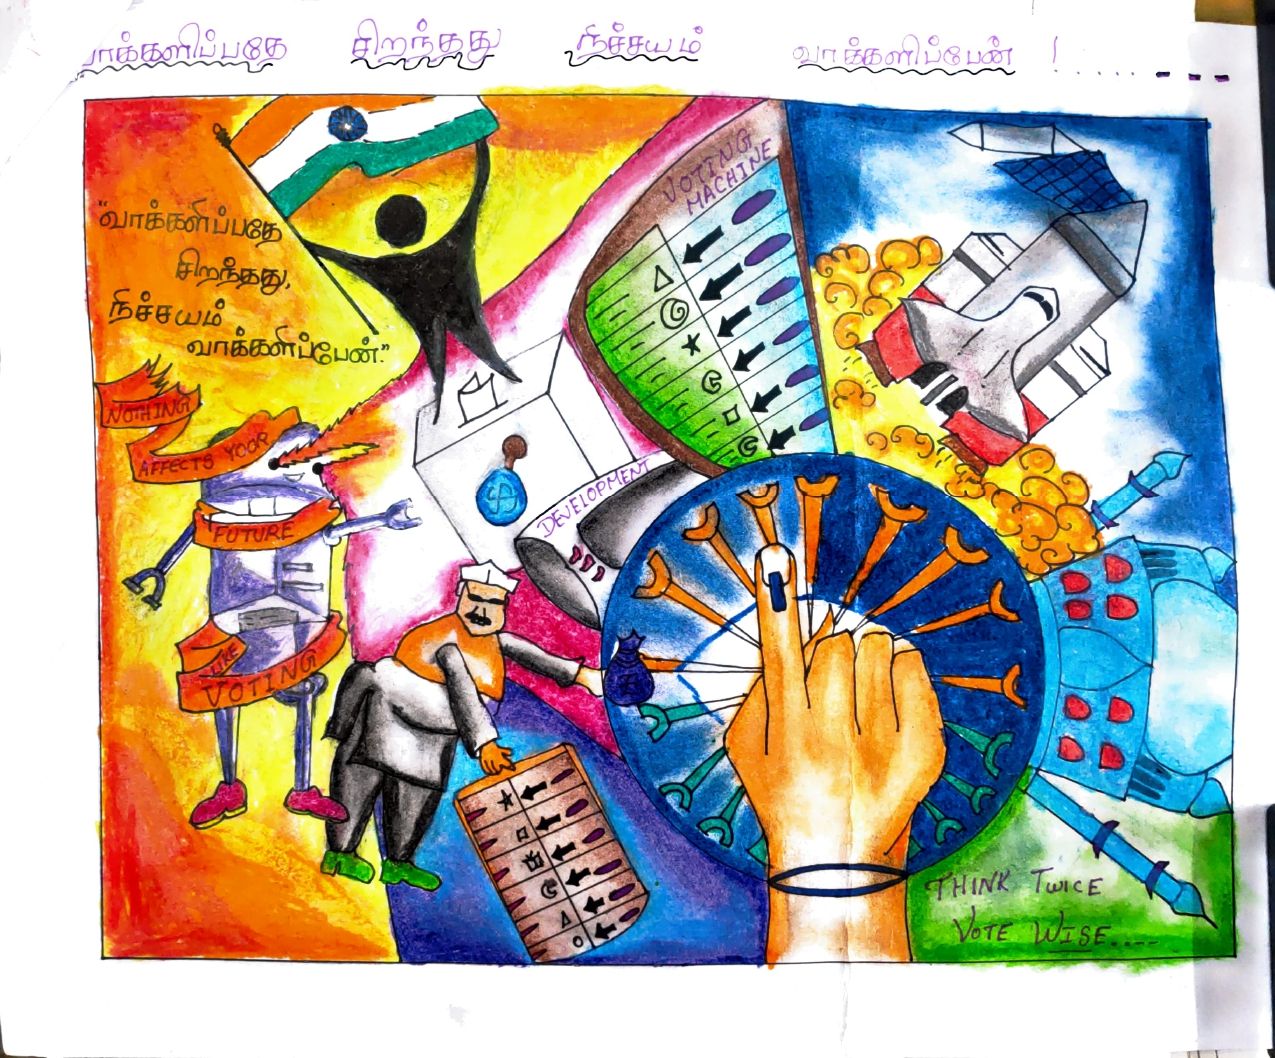 வாக்களிப்பதே சிறந்தது நிச்சயம் வாக்களிப்பேன் !
"வாக்களிப்பதே
சிறந்தது,
நிச்சயம்
வாக்களிப்பேன்."
VOTING
MACHINE
NOTHING
AFFECTS YOOR
FUTURE
LIKE
VOTING
DEVELOPMENT
THINK TWICE
VOTE WISE.....